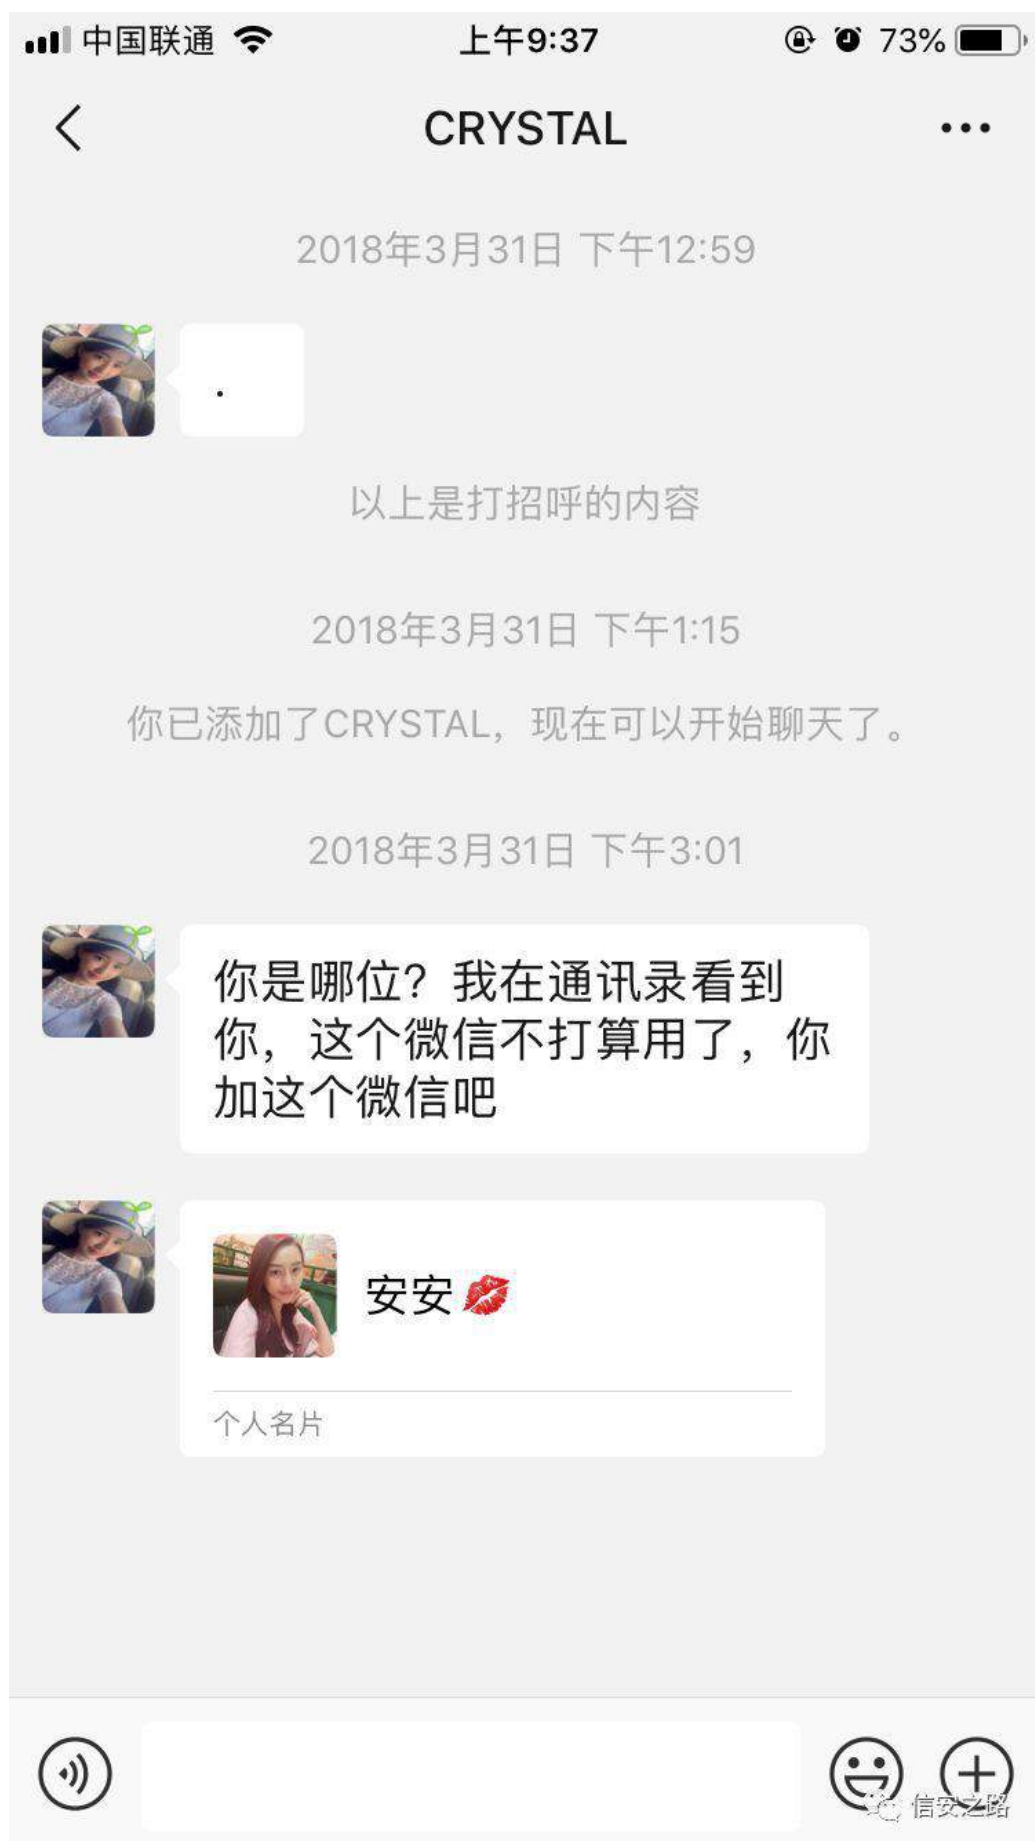 中国联通 上午9:37 73%
CRYSTAL
2018年3月31日 下午12:59
.
以上是打招呼的内容
2018年3月31日 下午1:15
你已添加了CRYSTAL，现在可以开始聊天了。
2018年3月31日 下午3:01
你是哪位？我在通讯录看到
你，这个微信不打算用了，你
加这个微信吧
安安💋
个人名片
信安之路